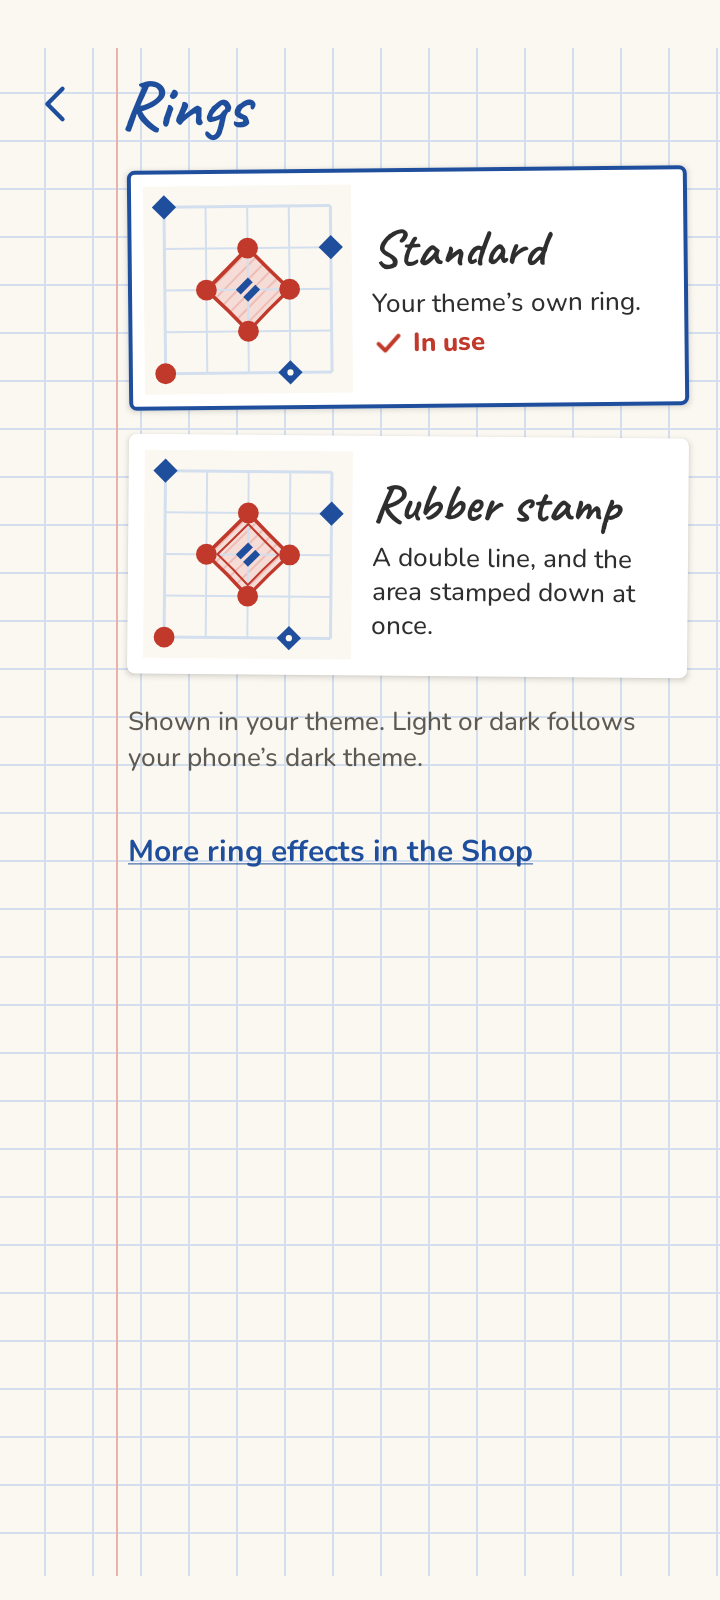 Rings
Standard
Your theme’s own ring.
In use
Rubber stamp
A double line, and the
area stamped down at
once.
Shown in your theme. Light or dark follows
your phone’s dark theme.
More ring effects in the Shop